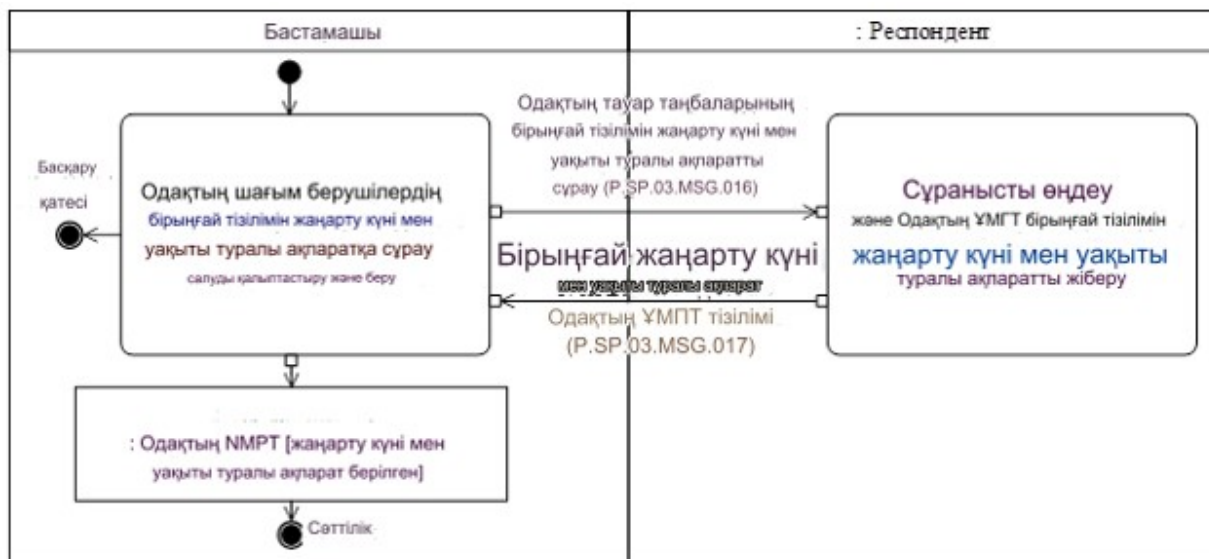 Бастамашы
: Респондент
Одақтың тауар таңбаларының
бірыңғай тізілімін жаңарту күні мен
уақыты туралы ақпаратты
сұрау (P.SP.03.MSG.016)
Басқару
қатесі
Одақтың шағым берушілердің
бірыңғай тізілімін жаңарту күні мен
уақыты туралы ақпаратқа сұрау
салуды қалыптастыру және беру
Сұранысты өңдеу
және Одақтың ҰМГТ бірыңғай тізілімін
жаңарту күні мен уақыты
туралы ақпаратты жіберу
Бірыңғай жаңарту күні
мен уақыты туралы ақпарат
Одақтың ҰМПТ тізілімі
(P.SP.03.MSG.017)
: Одақтың NMPT [жаңарту күні мен
уақыты туралы ақпарат берілген]
Сәттілік